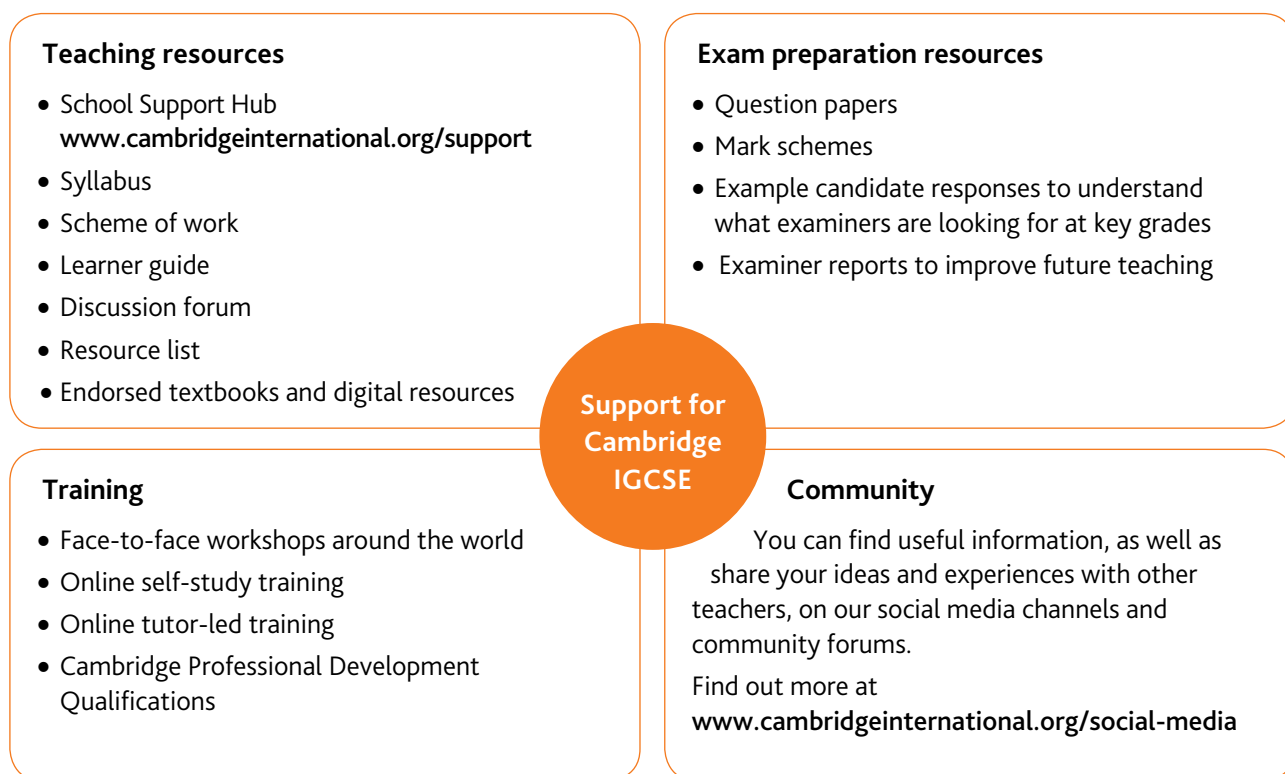 Teaching resources
• School Support Hub
www.cambridgeinternational.org/support
• Syllabus
• Scheme of work
• Learner guide
• Discussion forum
• Resource list
• Endorsed textbooks and digital resources
Exam preparation resources
• Question papers
• Mark schemes
• Example candidate responses to understand
what examiners are looking for at key grades
• Examiner reports to improve future teaching
Support for
Cambridge
IGCSE
Training
• Face-to-face workshops around the world
• Online self-study training
• Online tutor-led training
• Cambridge Professional Development
Qualifications
Community
You can find useful information, as well as
share your ideas and experiences with other
teachers, on our social media channels and
community forums.
Find out more at
www.cambridgeinternational.org/social-media